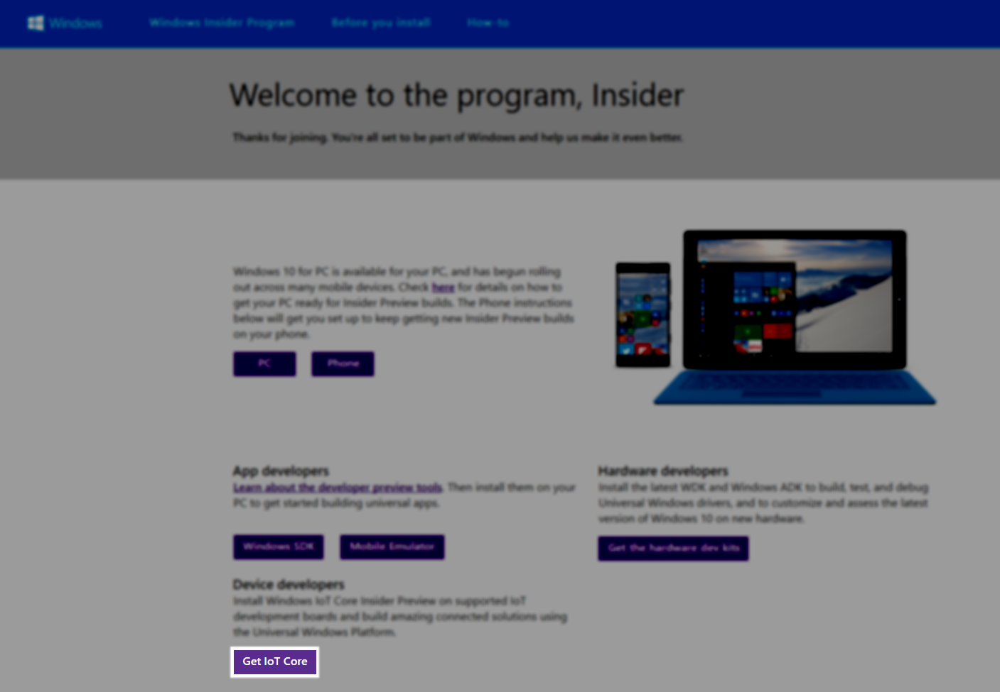 Windows
Windows Insider Program
Before you install
How-to
Welcome to the program, Insider
Thanks for joining. You're all set to be part of Windows and help us make it even better.
Windows 10 for PC is available for your PC, and has begun rolling
out across many mobile devices. Check here for details on how to
get your PC ready for Insider Preview builds. The Phone instructions
below will get you set up to keep getting new Insider Preview builds
on your phone.
PC
Phone
App developers
Learn about the developer preview tools. Then install them on your
PC to get started building universal apps.
Windows SDK
Mobile Emulator
Hardware developers
Install the latest WDK and Windows ADK to build, test, and debug
Universal Windows drivers, and to customize and assess the latest
version of Windows 10 on new hardware.
Get the hardware dev kits
Device developers
Install Windows IoT Core Insider Preview on supported IoT
development boards and build amazing connected solutions using
the Universal Windows Platform.
Get IoT Core